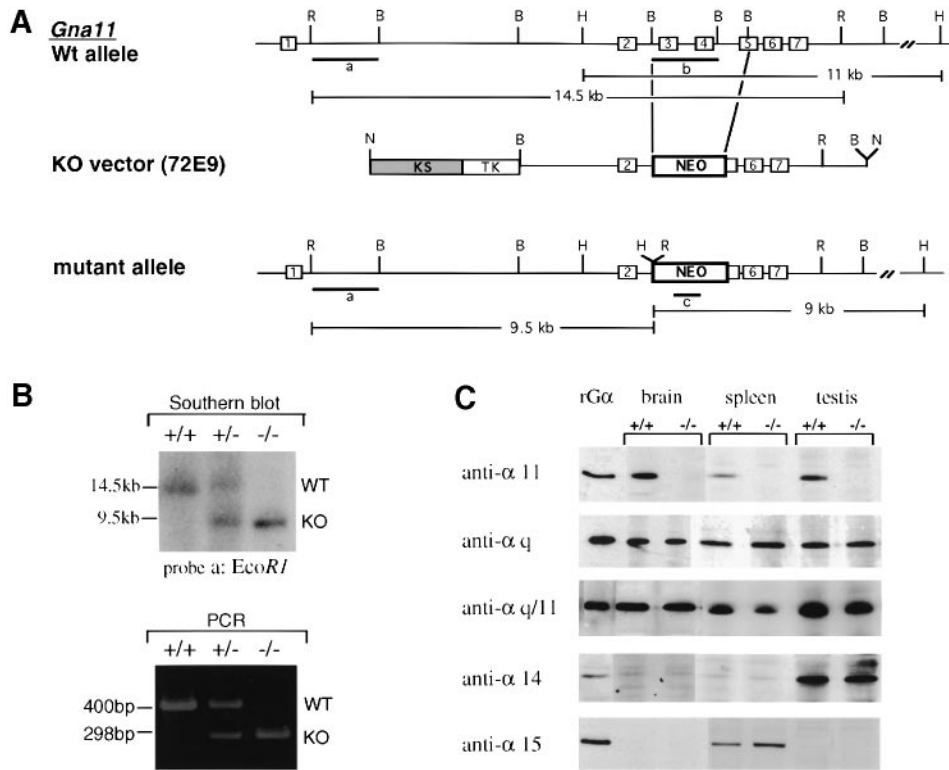 A
Gna11
Wt allele
R B B H B B B R B H
1 2 3 4 5 6 7
a b 11 kb
14.5 kb
KO vector (72E9)
N B R B N
KS TK 2 NEO 6 7
mutant allele
R B B H H R R B H
1 2 NEO 6 7
a c 9 kb
9.5 kb
B
Southern blot
+/+ +/- -/-
14.5kb WT
9.5kb KO
probe a: EcoRI
PCR
+/+ +/- -/-
400bp WT
298bp KO
C
rGα brain spleen testis
+/+ -/- +/+ -/- +/+ -/-
anti-α 11
anti-α q
anti-α q/11
anti-α 14
anti-α 15